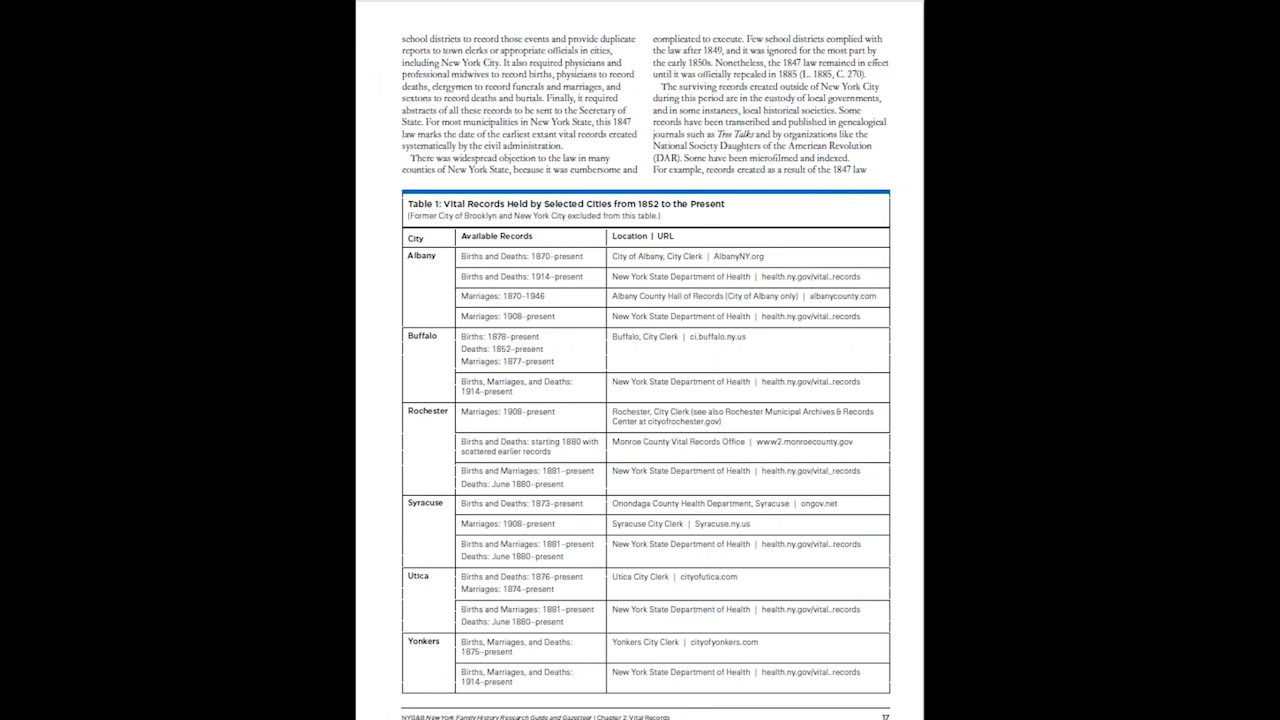 school districts to record those events and provide duplicate
reports to town clerks or appropriate officials in cities,
including New York City. It also required physicians and
professional midwives to record births, physicians to record
deaths, clergymen to record funerals and marriages, and
sextons to record deaths and burials. Finally, it required
abstracts of all these records to be sent to the Secretary of
State. For most municipalities in New York State, this 1847
law marks the date of the earliest extant vital records created
systematically by the civil administration.
There was widespread objection to the law in many
counties of New York State, because it was cumbersome and
complicated to execute. Few school districts complied with
the law after 1849, and it was ignored for the most part by
the early 1850s. Nonetheless, the 1847 law remained in effect
until it was officially repealed in 1885 (L. 1885, C. 270).
The surviving records created outside of New York City
during this period are in the custody of local governments,
and in some instances, local historical societies. Some
records have been transcribed and published in genealogical
journals such as Tree Talks and by organizations like the
National Society Daughters of the American Revolution
(DAR). Some have been microfilmed and indexed.
For example, records created as a result of the 1847 law
Table 1: Vital Records Held by Selected Cities from 1852 to the Present
(Former City of Brooklyn and New York City excluded from this table.)
City Available Records Location | URL
Albany Births and Deaths: 1870–present City of Albany, City Clerk | AlbanyNY.org
Births and Deaths: 1914–present New York State Department of Health | health.ny.gov/vital_records
Marriages: 1870–1946 Albany County Hall of Records (City of Albany only) | albanycounty.com
Marriages: 1908–present New York State Department of Health | health.ny.gov/vital_records
Buffalo Births: 1878–present Buffalo, City Clerk | ci.buffalo.ny.us
Deaths: 1852–present
Marriages: 1877–present
Births, Marriages, and Deaths: New York State Department of Health | health.ny.gov/vital_records
1914–present
Rochester Marriages: 1908–present Rochester, City Clerk (see also Rochester Municipal Archives & Records
Center at cityofrochester.gov)
Births and Deaths: starting 1880 with Monroe County Vital Records Office | www2.monroecounty.gov
scattered earlier records
Births and Marriages: 1881–present New York State Department of Health | health.ny.gov/vital_records
Deaths: June 1880–present
Syracuse Births and Deaths: 1873–present Onondaga County Health Department, Syracuse | ongov.net
Marriages: 1908–present Syracuse City Clerk | Syracuse.ny.us
Births and Marriages: 1881–present New York State Department of Health | health.ny.gov/vital_records
Deaths: June 1880–present
Utica Births and Deaths: 1876–present Utica City Clerk | cityofutica.com
Marriages: 1874–present
Births and Marriages: 1881–present New York State Department of Health | health.ny.gov/vital_records
Deaths: June 1880–present
Yonkers Births, Marriages, and Deaths: Yonkers City Clerk | cityofyonkers.com
1875–present
Births, Marriages, and Deaths: New York State Department of Health | health.ny.gov/vital_records
1914–present
NYG&B New York Family History Research Guide and Gazetteer | Chapter 2: Vital Records 17